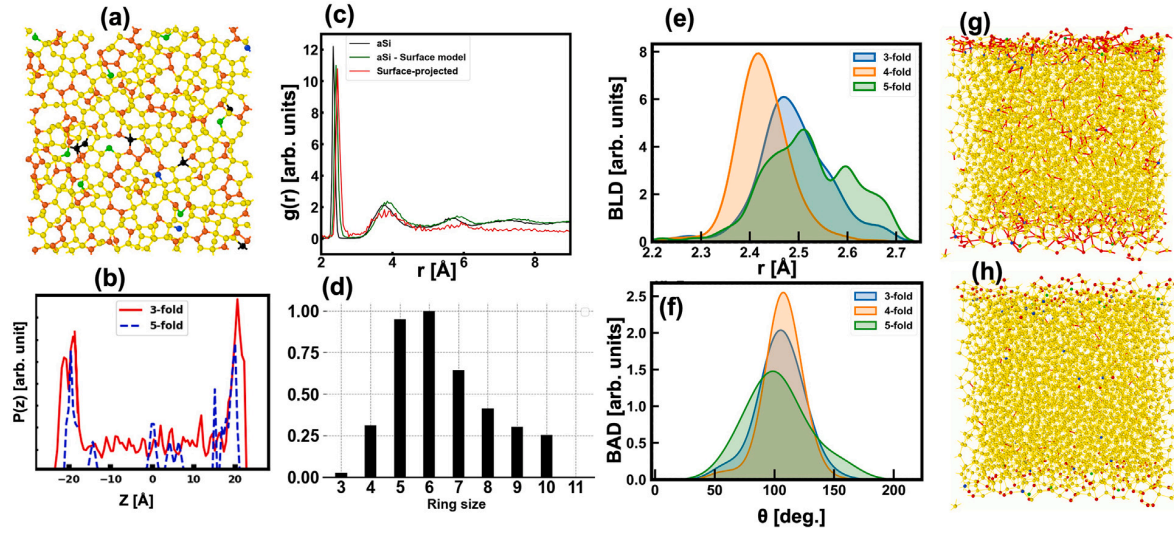 (a)
(b)
P(z) [arb. unit]
3-fold
5-fold
−20 −10 0 10 20
Z [Å]
(c)
g(r) [arb. units]
12
10
8
6
4
2
0
aSi
aSi - Surface model
Surface-projected
2 4 6 8
r [Å]
(d)
1.00
0.75
0.50
0.25
0.00
3 4 5 6 7 8 9 10 11
Ring size
(e)
BLD [arb. units]
8
6
4
2
0
3-fold
4-fold
5-fold
2.2 2.3 2.4 2.5 2.6 2.7
r [Å]
(f)
BAD [arb. units]
2.5
2.0
1.5
1.0
0.5
0.0
3-fold
4-fold
5-fold
0 50 100 150 200
θ [deg.]
(g)
(h)